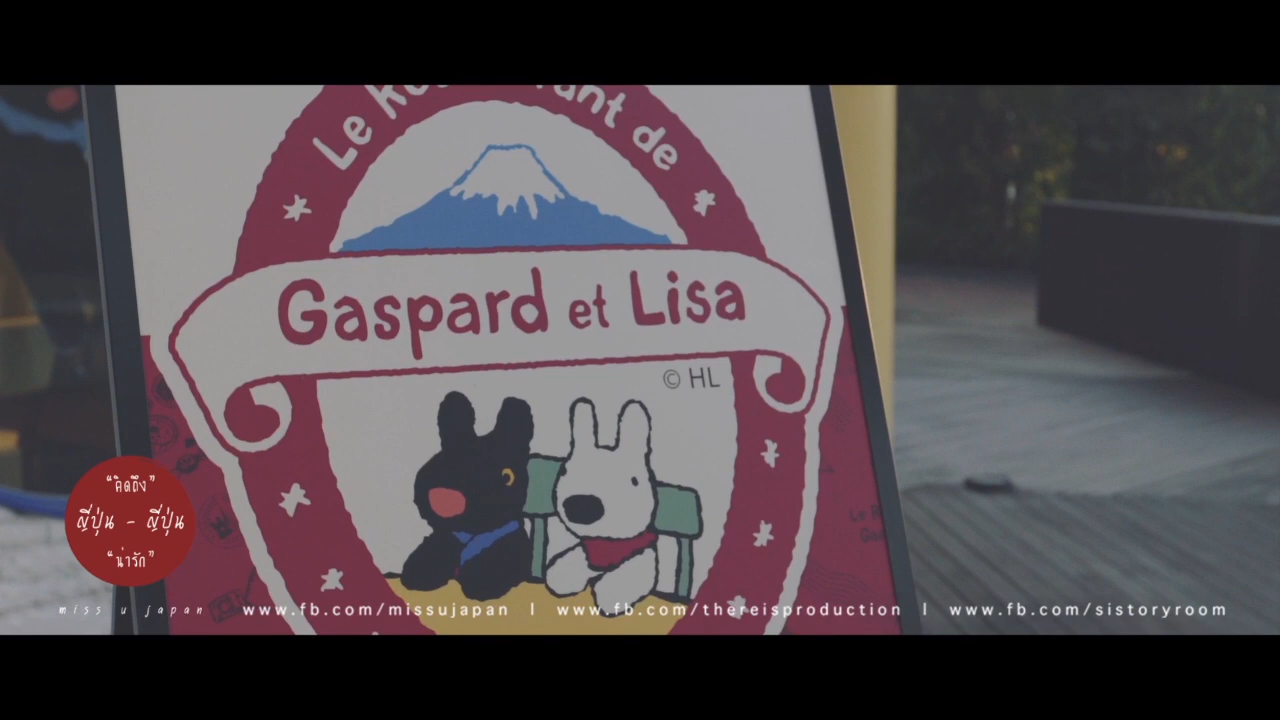 Le Restaurant de
Gaspard et Lisa
© HL
"คิดถึง"
ญี่ปุ่น - ญี่ปุ่น
"น่ารัก"
miss u japan
www.fb.com/missujapan | www.fb.com/thereisproduction | www.fb.com/sistoryroom